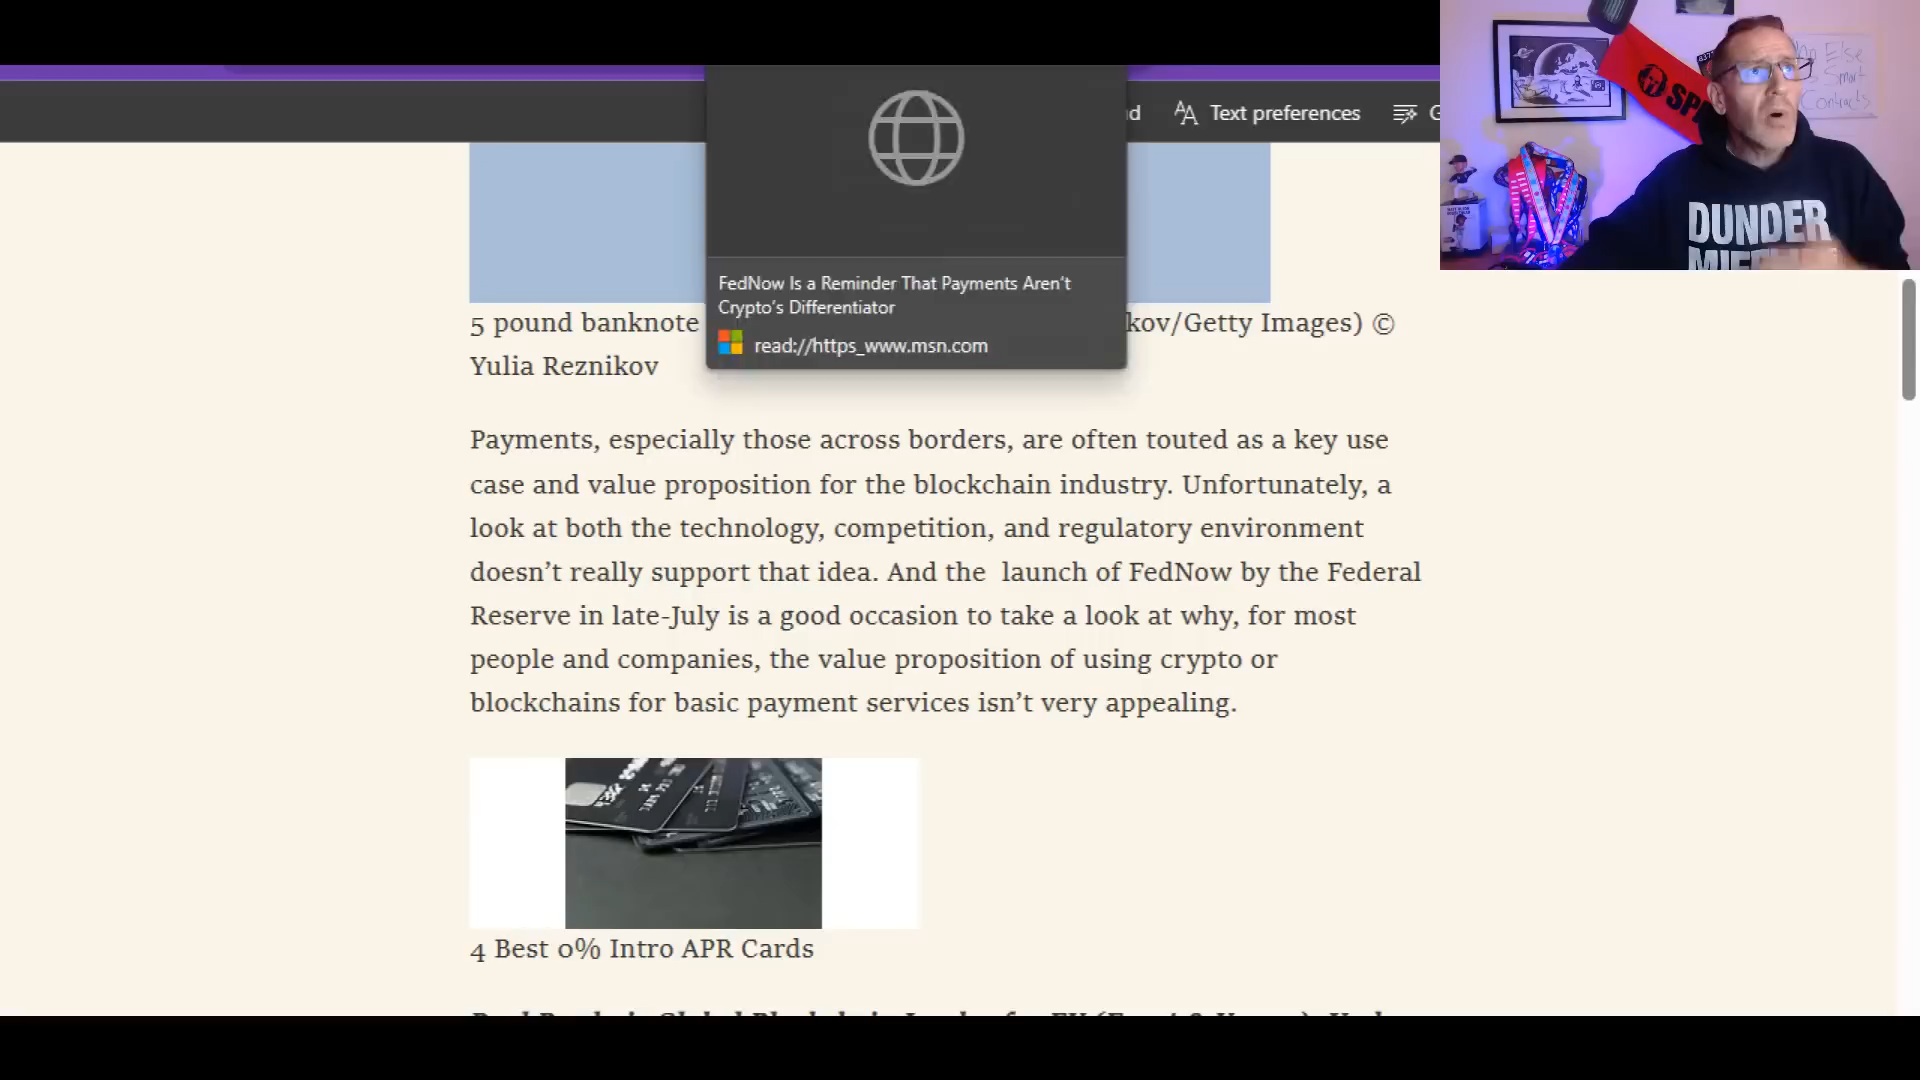 Text preferences
SP
No Else
Smart
Contracts
DUNDER
FedNow Is a Reminder That Payments Aren't
Crypto's Differentiator
read://https_www.msn.com
5 pound banknote
kov/Getty Images) ©
Yulia Reznikov
Payments, especially those across borders, are often touted as a key use
case and value proposition for the blockchain industry. Unfortunately, a
look at both the technology, competition, and regulatory environment
doesn't really support that idea. And the launch of FedNow by the Federal
Reserve in late-July is a good occasion to take a look at why, for most
people and companies, the value proposition of using crypto or
blockchains for basic payment services isn't very appealing.
4 Best 0% Intro APR Cards